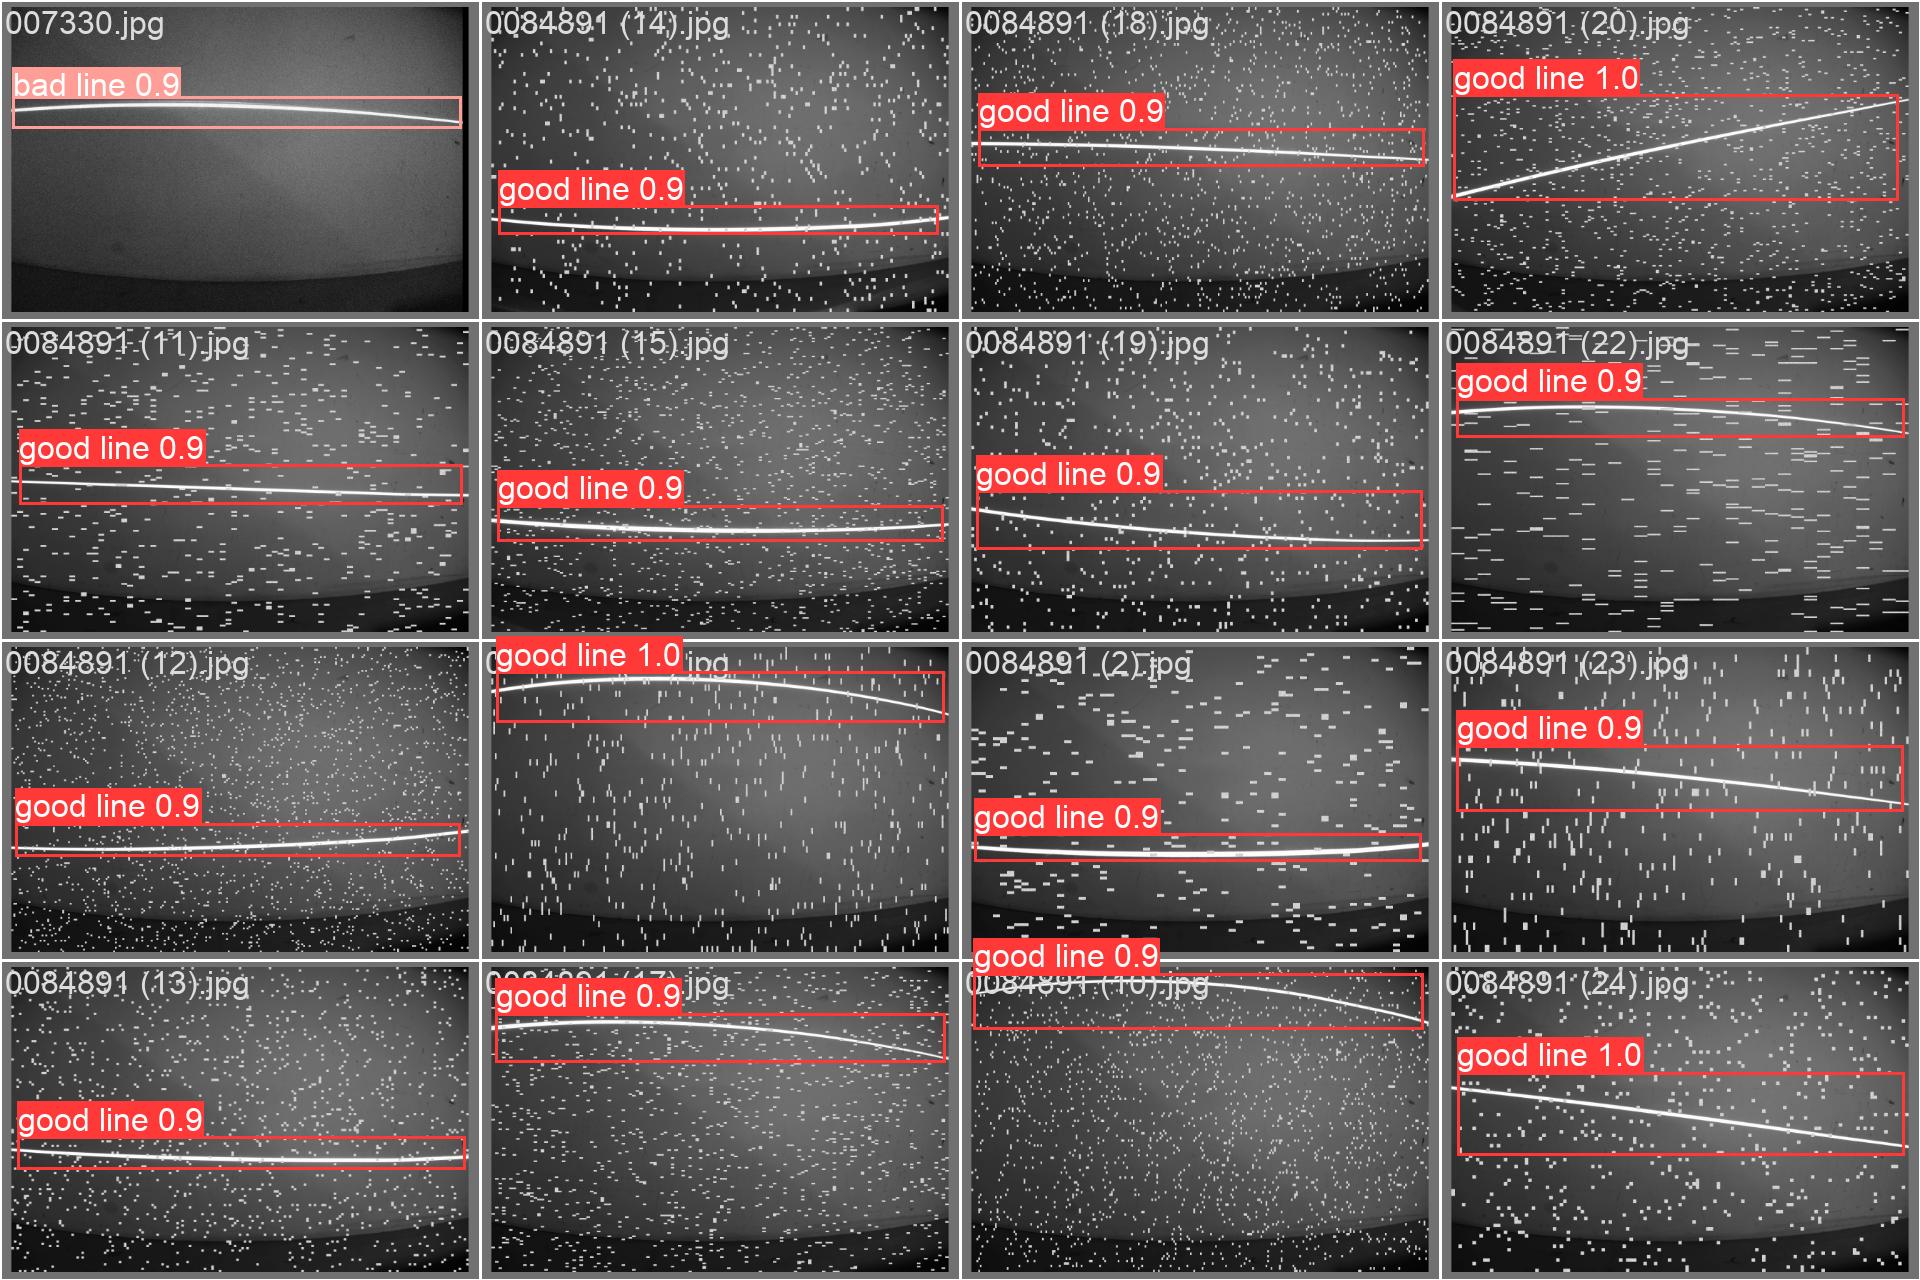 007330.jpg
bad line 0.9
0084891 (14).jpg
good line 0.9
0084891 (18).jpg
good line 0.9
0084891 (20).jpg
good line 1.0
0084891 (11).jpg
good line 0.9
0084891 (15).jpg
good line 0.9
0084891 (19).jpg
good line 0.9
0084891 (22).jpg
good line 0.9
0084891 (12).jpg
good line 0.9
good line 1.0
0084891 (2).jpg
good line 0.9
0084891 (23).jpg
good line 0.9
0084891 (13).jpg
good line 0.9
0084891 (17).jpg
good line 0.9
good line 0.9
0084891 (24).jpg
good line 1.0